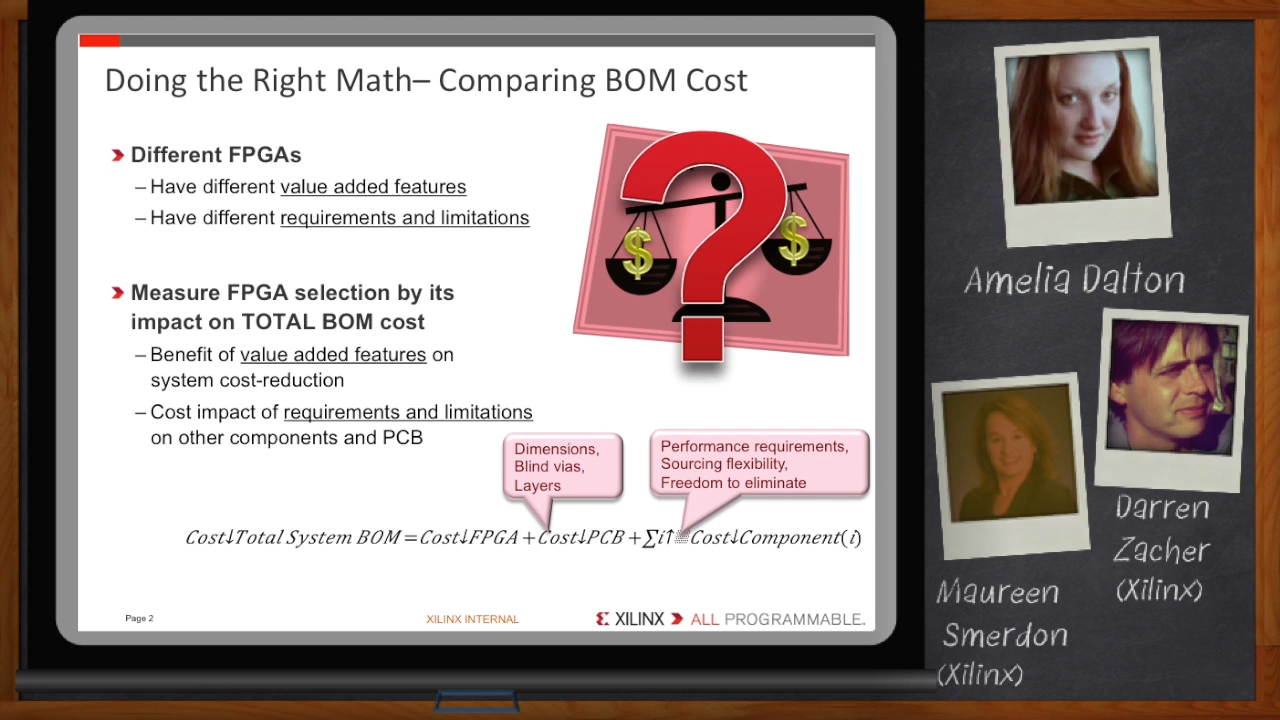 Doing the Right Math– Comparing BOM Cost
Different FPGAs
– Have different value added features
– Have different requirements and limitations
Measure FPGA selection by its
impact on TOTAL BOM cost
– Benefit of value added features on
system cost-reduction
– Cost impact of requirements and limitations
on other components and PCB
Dimensions,
Blind vias,
Layers
Performance requirements,
Sourcing flexibility,
Freedom to eliminate
Cost↓Total System BOM =Cost↓FPGA +Cost↓PCB +∑i↑▒Cost↓Component(i)
Page 2
XILINX INTERNAL
XILINX ALL PROGRAMMABLE.
$
$
Amelia Dalton
Darren
Zacher
(Xilinx)
Maureen
Smerdon
(Xilinx)